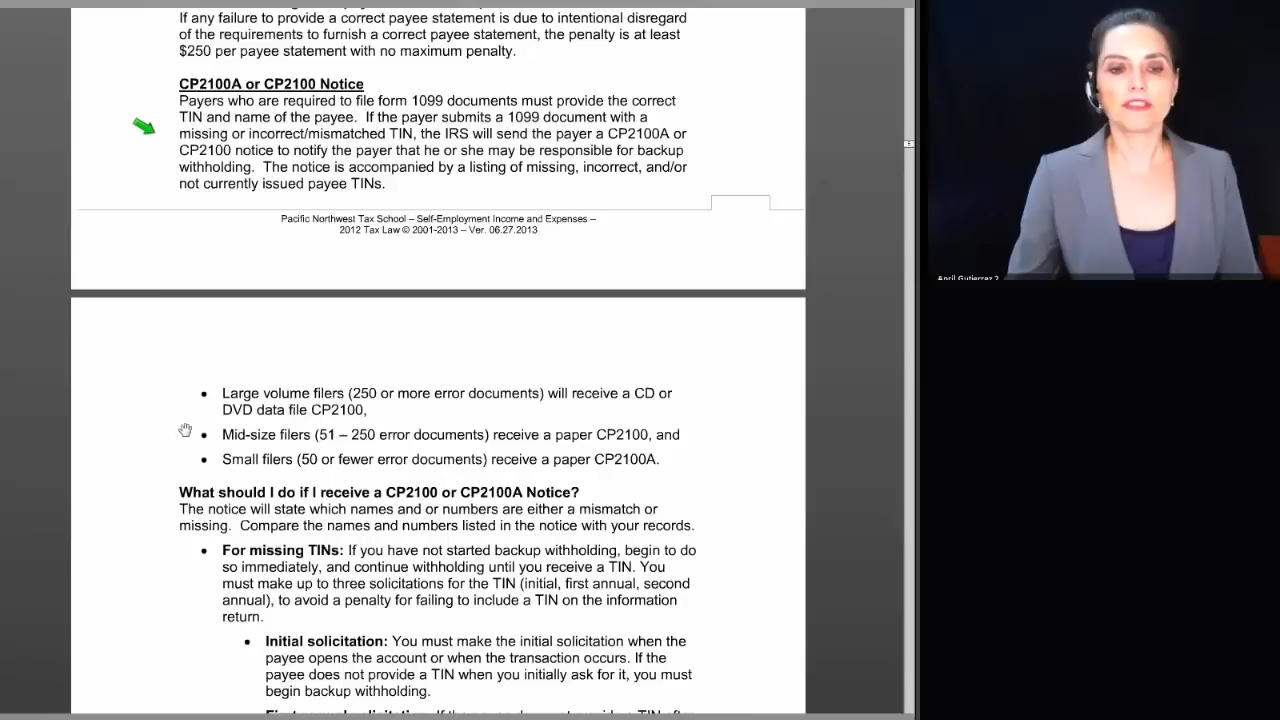 If any failure to provide a correct payee statement is due to intentional disregard
of the requirements to furnish a correct payee statement, the penalty is at least
$250 per payee statement with no maximum penalty.
CP2100A or CP2100 Notice
Payers who are required to file form 1099 documents must provide the correct
TIN and name of the payee. If the payer submits a 1099 document with a
missing or incorrect/mismatched TIN, the IRS will send the payer a CP2100A or
CP2100 notice to notify the payer that he or she may be responsible for backup
withholding. The notice is accompanied by a listing of missing, incorrect, and/or
not currently issued payee TINs.
Pacific Northwest Tax School – Self-Employment Income and Expenses –
2012 Tax Law © 2001-2013 – Ver. 06.27.2013
• Large volume filers (250 or more error documents) will receive a CD or
DVD data file CP2100,
• Mid-size filers (51 – 250 error documents) receive a paper CP2100, and
• Small filers (50 or fewer error documents) receive a paper CP2100A.
What should I do if I receive a CP2100 or CP2100A Notice?
The notice will state which names and or numbers are either a mismatch or
missing. Compare the names and numbers listed in the notice with your records.
• For missing TINs: If you have not started backup withholding, begin to do
so immediately, and continue withholding until you receive a TIN. You
must make up to three solicitations for the TIN (initial, first annual, second
annual), to avoid a penalty for failing to include a TIN on the information
return.
• Initial solicitation: You must make the initial solicitation when the
payee opens the account or when the transaction occurs. If the
payee does not provide a TIN when you initially ask for it, you must
begin backup withholding.
April Gutierrez 2